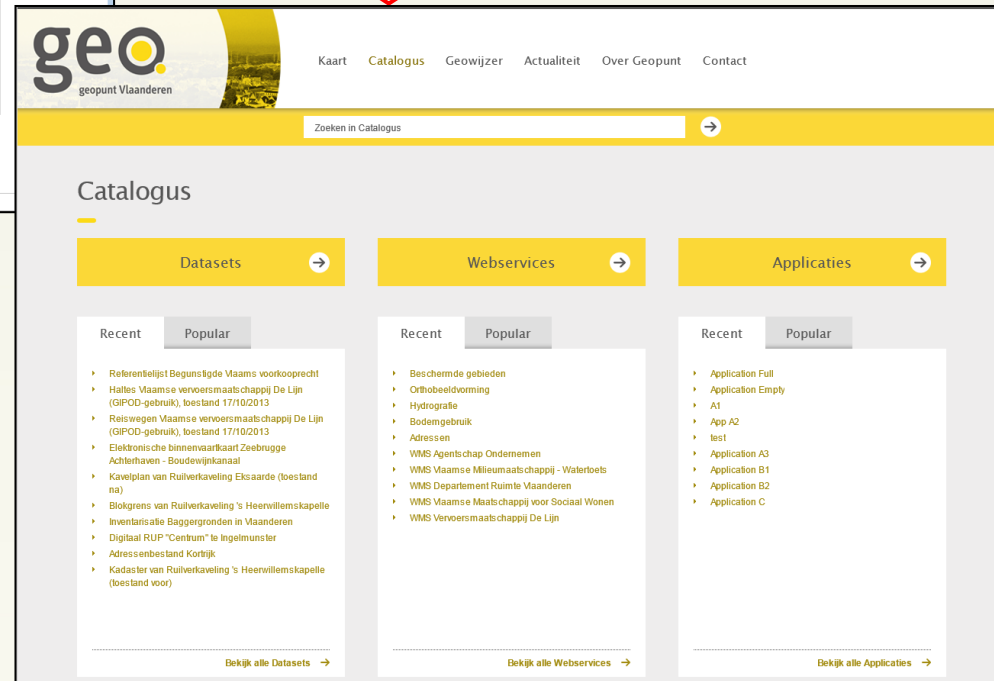 geo
geopunt Vlaanderen
Kaart Catalogus Geowijzer Actualiteit Over Geopunt Contact
Zoeken in Catalogus
Catalogus
Datasets
Recent Popular
Referentielijst Begunstigde Vlaams voorkooprecht
Haltes Vlaamse vervoersmaatschappij De Lijn
(GIPOD-gebruik), toestand 17/10/2013
Reiswegen Vlaamse vervoersmaatschappij De Lijn
(GIPOD-gebruik), toestand 17/10/2013
Elektronische binnenvaartkaart Zeebrugge
Achterhaven - Boudewijnkanaal
Kavelplan van Ruilverkaveling Eksaarde (toestand
na)
Blokgrens van Ruilverkaveling 's Heerwillemskapelle
Inventarisatie Baggergronden in Vlaanderen
Digitaal RUP "Centrum" te Ingelmunster
Adressenbestand Kortrijk
Kadaster van Ruilverkaveling 's Heerwillemskapelle
(toestand voor)
Bekijk alle Datasets
Webservices
Recent Popular
Beschermde gebieden
Orthobeeldvorming
Hydrografie
Bodemgebruik
Adressen
WMS Agentschap Ondernemen
WMS Vlaamse Milieumaatschappij - Watertoets
WMS Departement Ruimte Vlaanderen
WMS Vlaamse Maatschappij voor Sociaal Wonen
WMS Vervoersmaatschappij De Lijn
Bekijk alle Webservices
Applicaties
Recent Popular
Application Full
Application Empty
A1
App A2
test
Application A3
Application B1
Application B2
Application C
Bekijk alle Applicaties